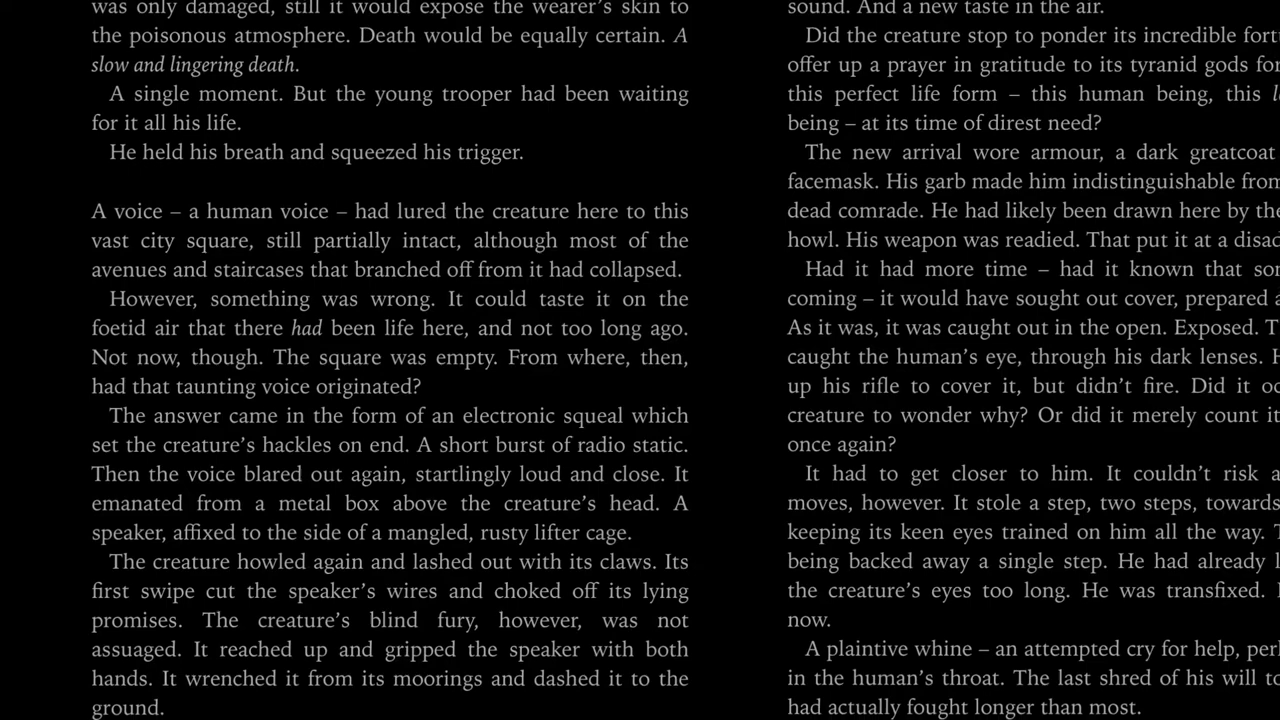 was only damaged, still it would expose the wearer's skin to
the poisonous atmosphere. Death would be equally certain. A
slow and lingering death.
A single moment. But the young trooper had been waiting
for it all his life.
He held his breath and squeezed his trigger.
A voice – a human voice – had lured the creature here to this
vast city square, still partially intact, although most of the
avenues and staircases that branched off from it had collapsed.
However, something was wrong. It could taste it on the
foetid air that there had been life here, and not too long ago.
Not now, though. The square was empty. From where, then,
had that taunting voice originated?
The answer came in the form of an electronic squeal which
set the creature's hackles on end. A short burst of radio static.
Then the voice blared out again, startlingly loud and close. It
emanated from a metal box above the creature's head. A
speaker, affixed to the side of a mangled, rusty lifter cage.
The creature howled again and lashed out with its claws. Its
first swipe cut the speaker's wires and choked off its lying
promises. The creature's blind fury, however, was not
assuaged. It reached up and gripped the speaker with both
hands. It wrenched it from its moorings and dashed it to the
ground.
sound. And a new taste in the air.
Did the creature stop to ponder its incredible
offer up a prayer in gratitude to its tyranid gods
this perfect life form – this human being, this
being – at its time of direst need?
The new arrival wore armour, a dark greatcoat
facemask. His garb made him indistinguishable
dead comrade. He had likely been drawn here by
howl. His weapon was readied. That put it at a
Had it had more time – had it known that
coming – it would have sought out cover, prepared
As it was, it was caught out in the open. Exposed.
caught the human's eye, through his dark lenses.
up his rifle to cover it, but didn't fire. Did it
creature to wonder why? Or did it merely count
once again?
It had to get closer to him. It couldn't risk
moves, however. It stole a step, two steps,
keeping its keen eyes trained on him all the way.
being backed away a single step. He had already
the creature's eyes too long. He was transfixed.
now.
A plaintive whine – an attempted cry for help,
in the human's throat. The last shred of his will
had actually fought longer than most.